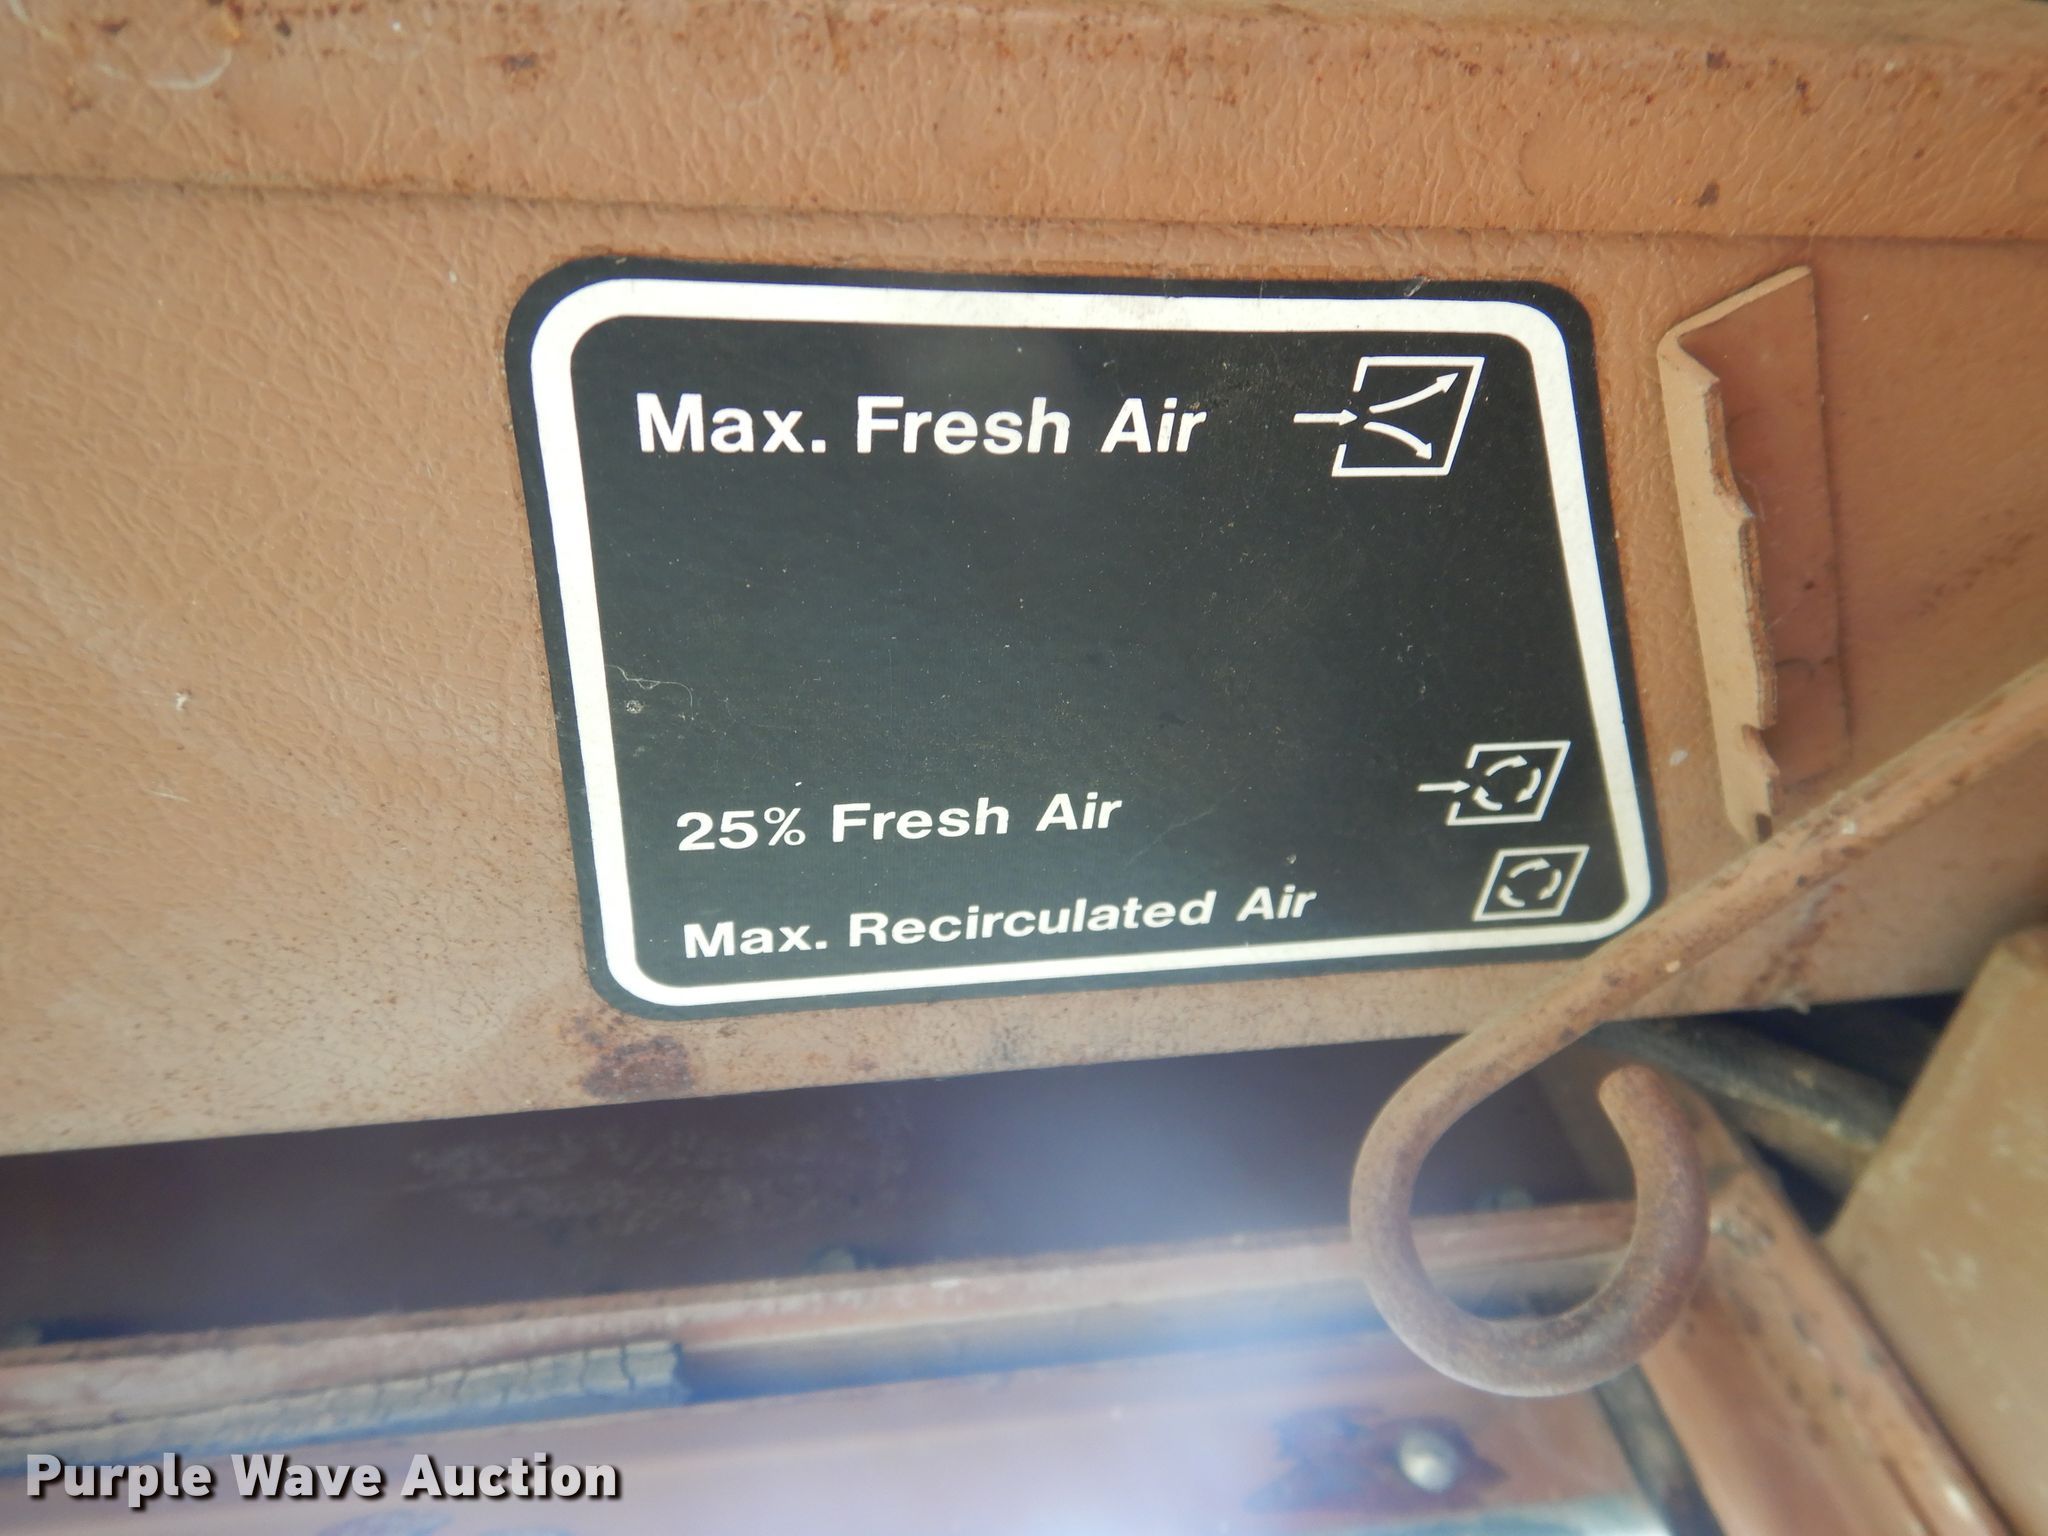 Max. Fresh Air
25% Fresh Air
Max. Recirculated Air
Purple Wave Auction